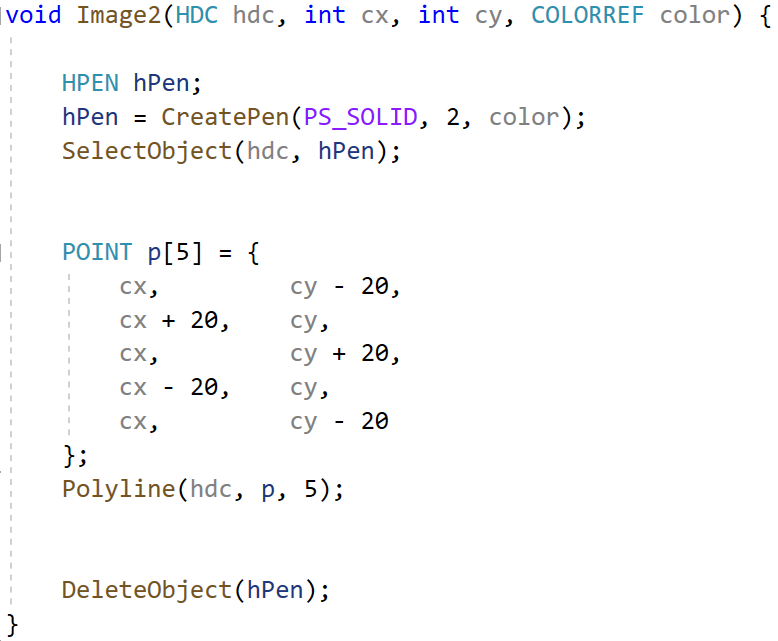 void Image2(HDC hdc, int cx, int cy, COLORREF color) {
HPEN hPen;
hPen = CreatePen(PS_SOLID, 2, color);
SelectObject(hdc, hPen);
POINT p[5] = {
cx, cy - 20,
cx + 20, cy,
cx, cy + 20,
cx - 20, cy,
cx, cy - 20
};
Polyline(hdc, p, 5);
DeleteObject(hPen);
}